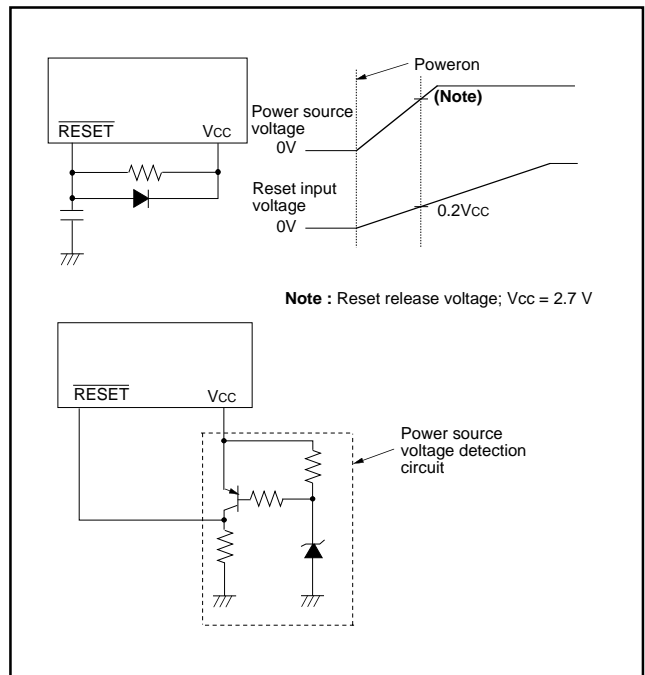 Poweron
(Note)
RESET
Vcc
Power source
voltage
0V
Reset input
voltage
0V
0.2Vcc
Note : Reset release voltage; Vcc = 2.7 V
RESET
Vcc
Power source
voltage detection
circuit